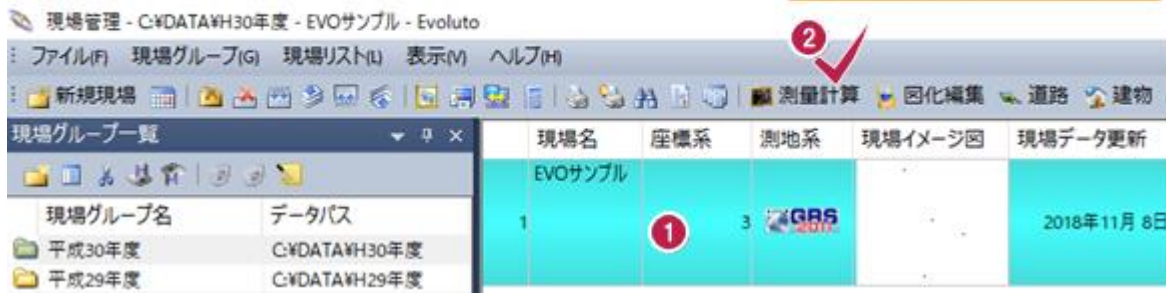 現場管理 - C:¥DATA¥H30年度 - EVOサンプル - Evoluto
ファイル(F) 現場グループ(G) 現場リスト(L) 表示(V) ヘルプ(H)
2
新規現場 測量計算 図化編集 道路 建物
現場グループ一覧
現場グループ名 データパス
平成30年度 C:¥DATA¥H30年度
平成29年度 C:¥DATA¥H29年度
現場名 座標系 測地系 現場イメージ図 現場データ更新
EVOサンプル
1 1 3 GRS 2011 2018年11月 8日